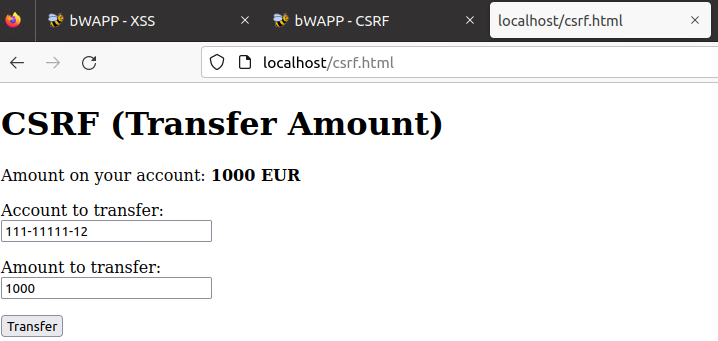 bWAPP - XSS
bWAPP - CSRF
localhost/csrf.html
localhost/csrf.html
CSRF (Transfer Amount)
Amount on your account: 1000 EUR
Account to transfer:
111-11111-12
Amount to transfer:
1000
Transfer